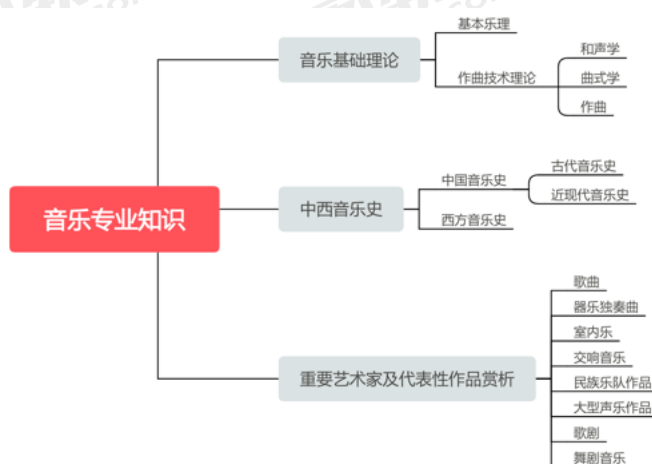 音乐专业知识
音乐基础理论
基本乐理
作曲技术理论
和声学
曲式学
作曲
中西音乐史
中国音乐史
古代音乐史
近现代音乐史
西方音乐史
重要艺术家及代表性作品赏析
歌曲
器乐独奏曲
室内乐
交响音乐
民族乐队作品
大型声乐作品
歌剧
舞剧音乐